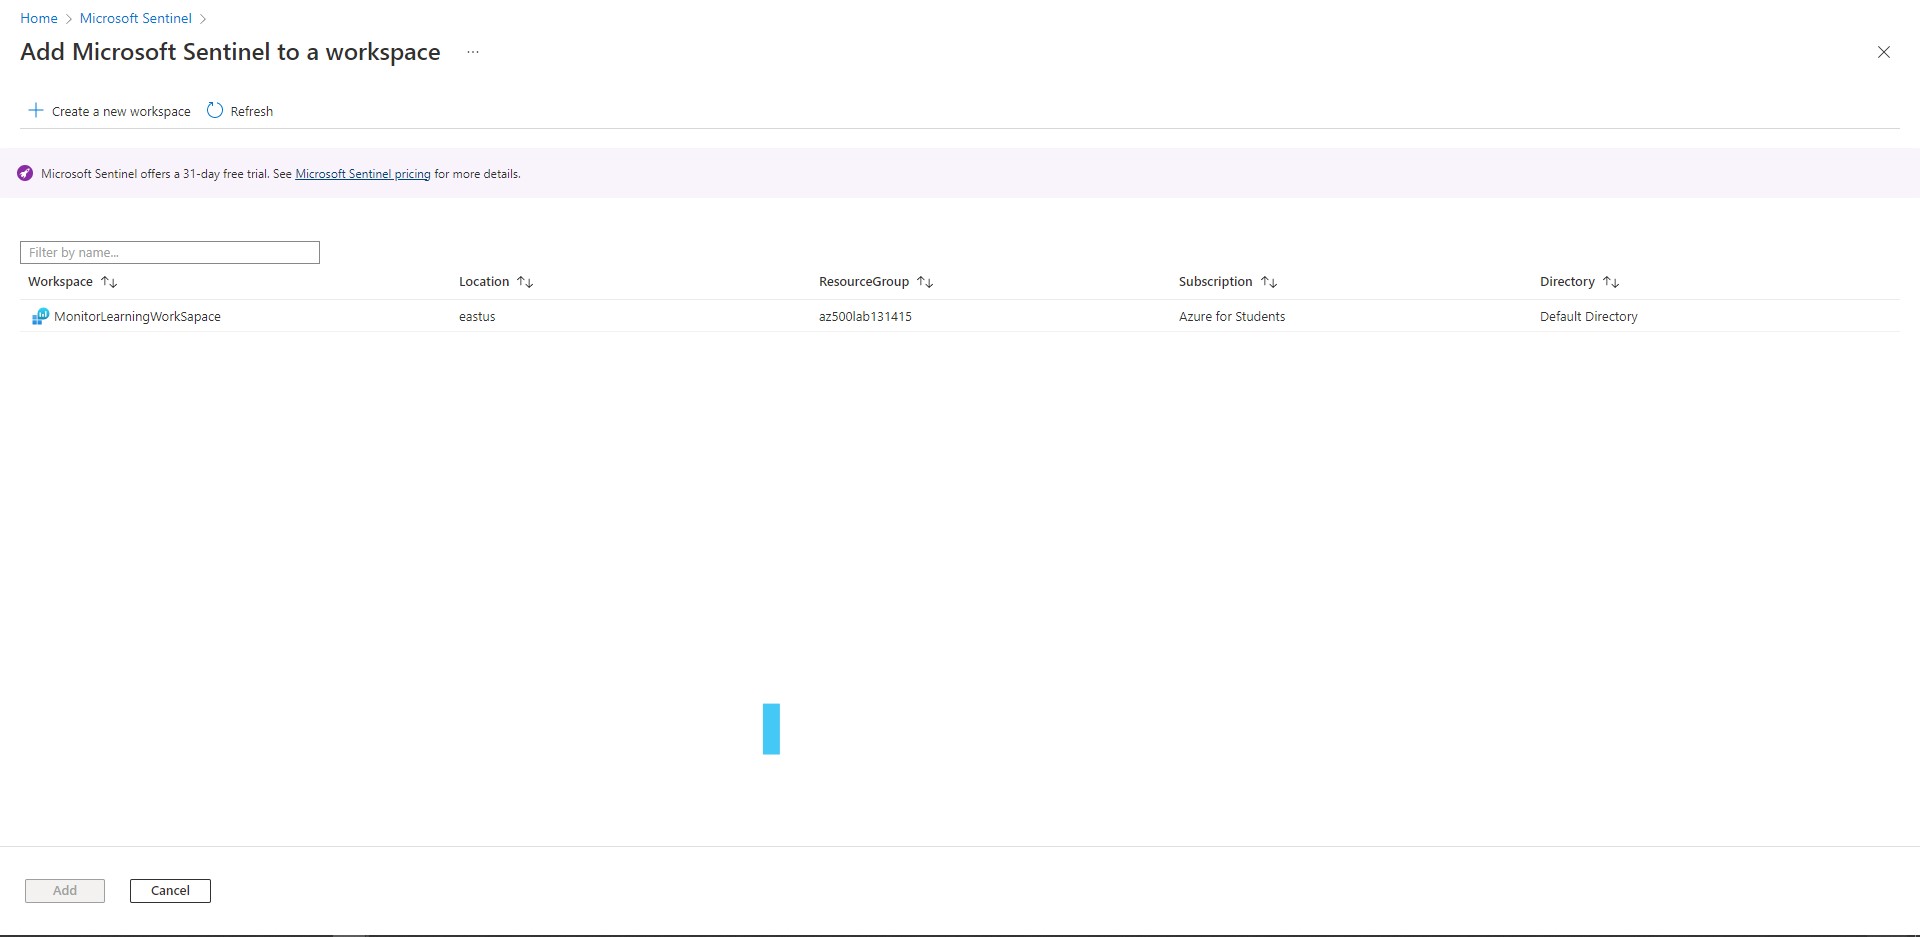 Home > Microsoft Sentinel >
Add Microsoft Sentinel to a workspace ...
Create a new workspace Refresh
Microsoft Sentinel offers a 31-day free trial. See Microsoft Sentinel pricing for more details.
Filter by name...
Workspace ↑↓ Location ↑↓ ResourceGroup ↑↓ Subscription ↑↓ Directory ↑↓
MonitorLearningWorkSapace eastus az500lab131415 Azure for Students Default Directory
Add Cancel